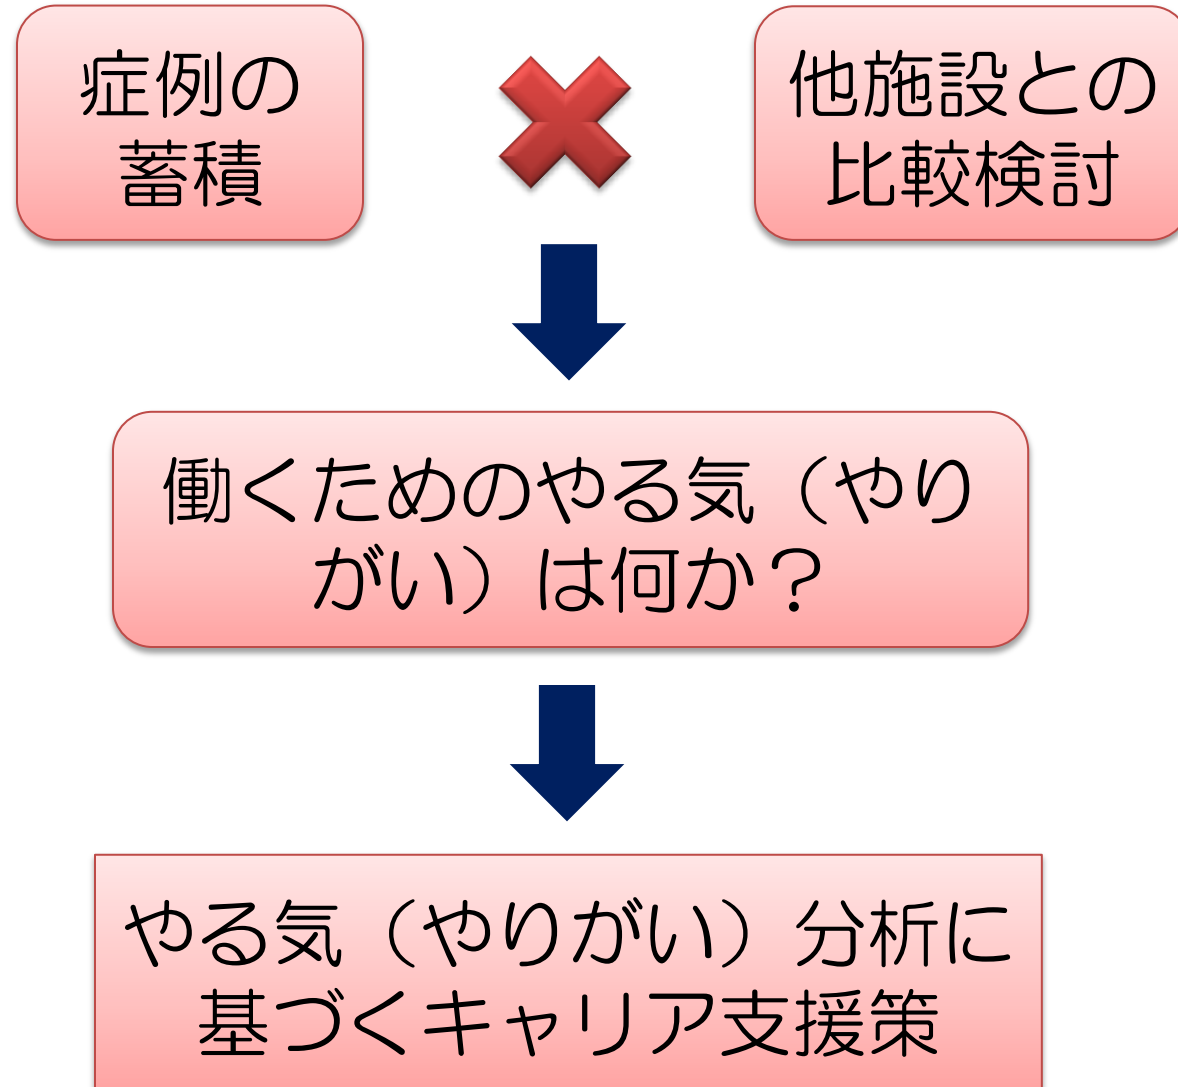 症例の
蓄積
他施設との
比較検討
働くためのやる気（やり
がい）は何か？
やる気（やりがい）分析に
基づくキャリア支援策